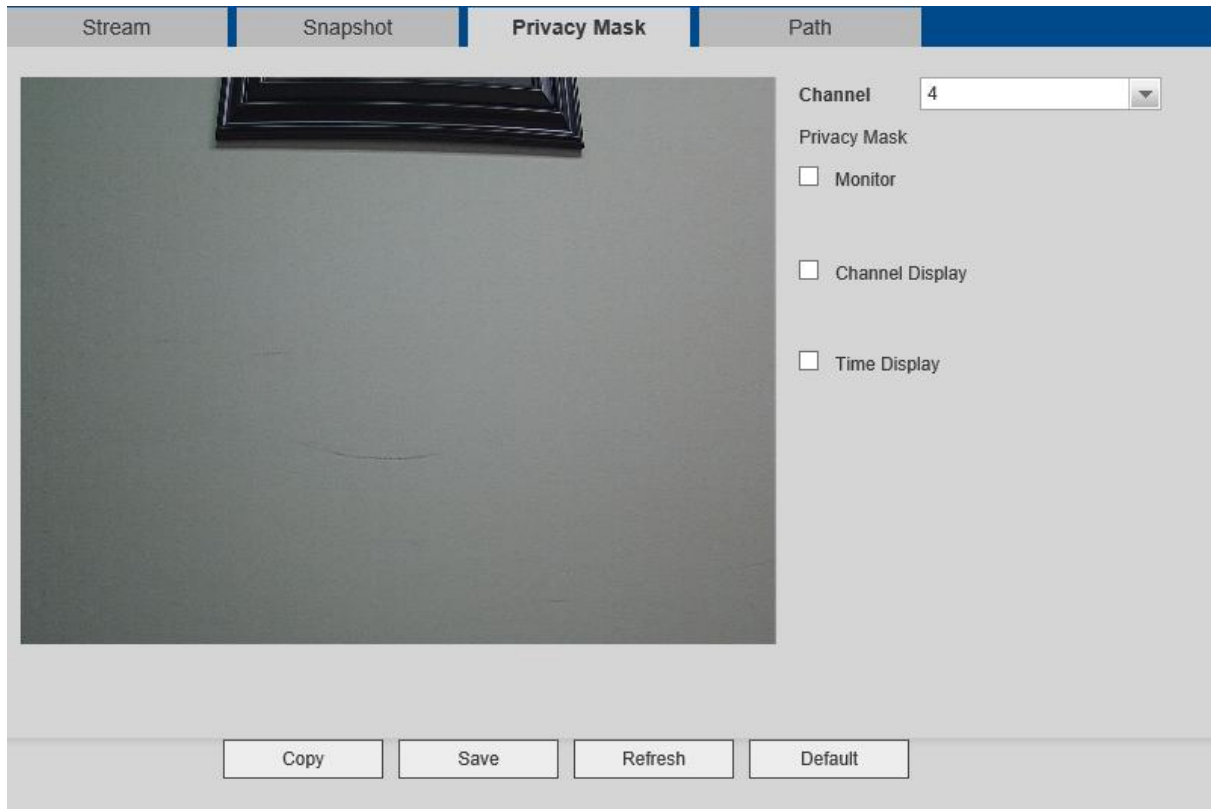 Stream Snapshot Privacy Mask Path
Channel 4
Privacy Mask
Monitor
Channel Display
Time Display
Copy Save Refresh Default